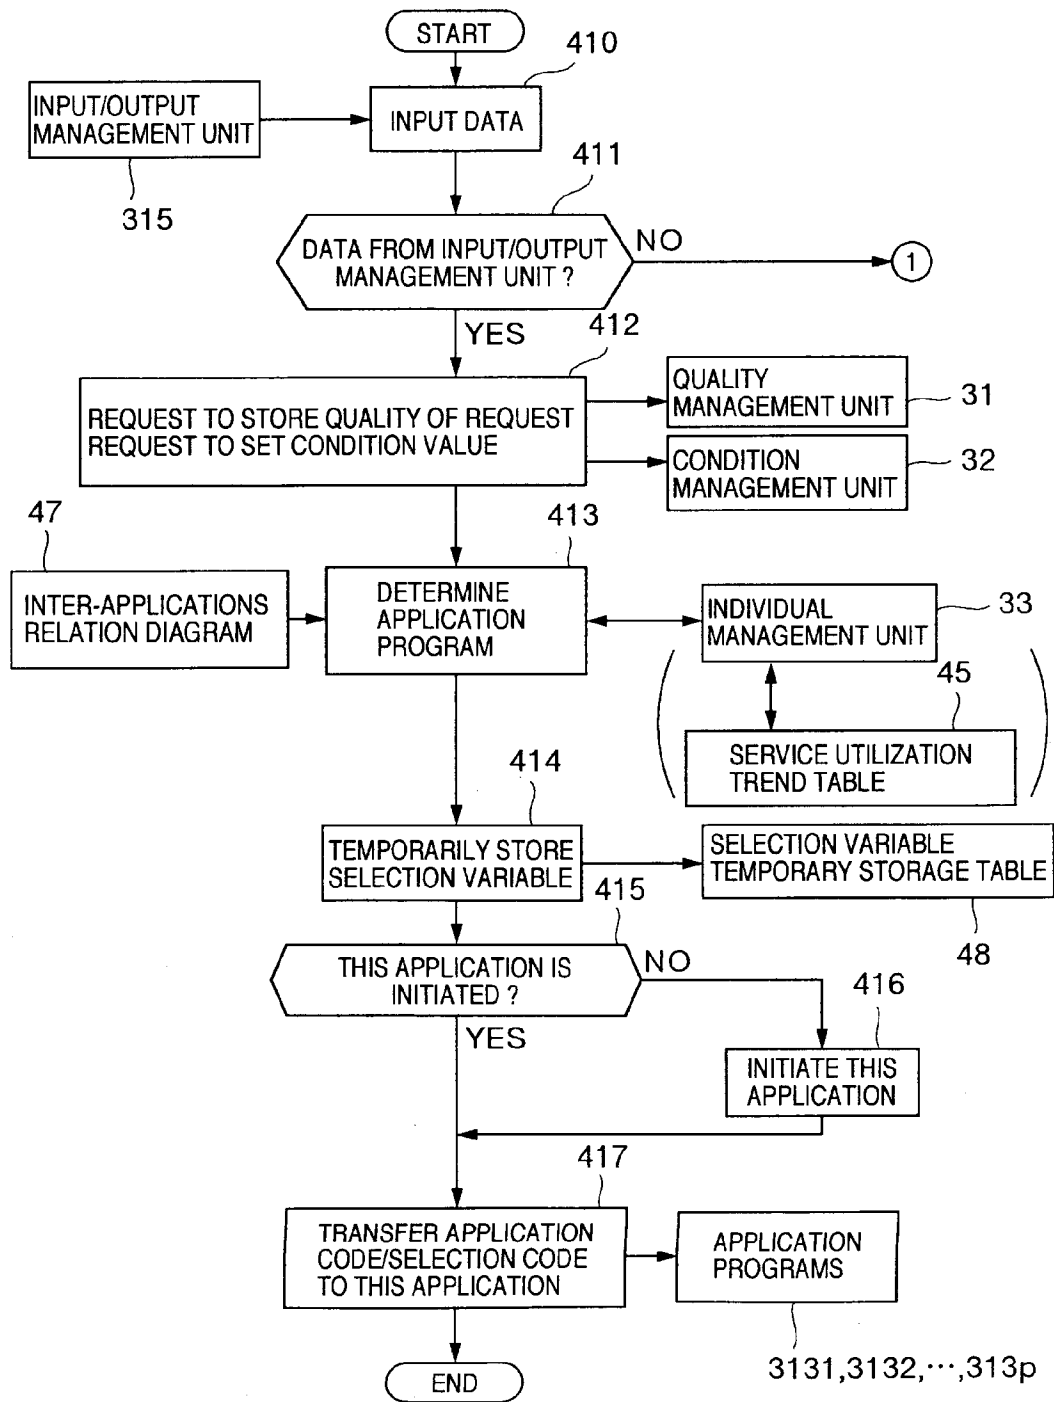 START
410
INPUT/OUTPUT
MANAGEMENT UNIT
INPUT DATA
315
411
DATA FROM INPUT/OUTPUT
MANAGEMENT UNIT ?
NO
1
YES
412
REQUEST TO STORE QUALITY OF REQUEST
REQUEST TO SET CONDITION VALUE
QUALITY
MANAGEMENT UNIT
31
CONDITION
MANAGEMENT UNIT
32
47
413
INTER-APPLICATIONS
RELATION DIAGRAM
DETERMINE
APPLICATION
PROGRAM
INDIVIDUAL
MANAGEMENT UNIT
33
45
SERVICE UTILIZATION
TREND TABLE
414
TEMPORARILY STORE
SELECTION VARIABLE
SELECTION VARIABLE
TEMPORARY STORAGE TABLE
48
415
THIS APPLICATION IS
INITIATED ?
NO
416
YES
INITIATE THIS
APPLICATION
417
TRANSFER APPLICATION
CODE/SELECTION CODE
TO THIS APPLICATION
APPLICATION
PROGRAMS
3131,3132,···,313p
END